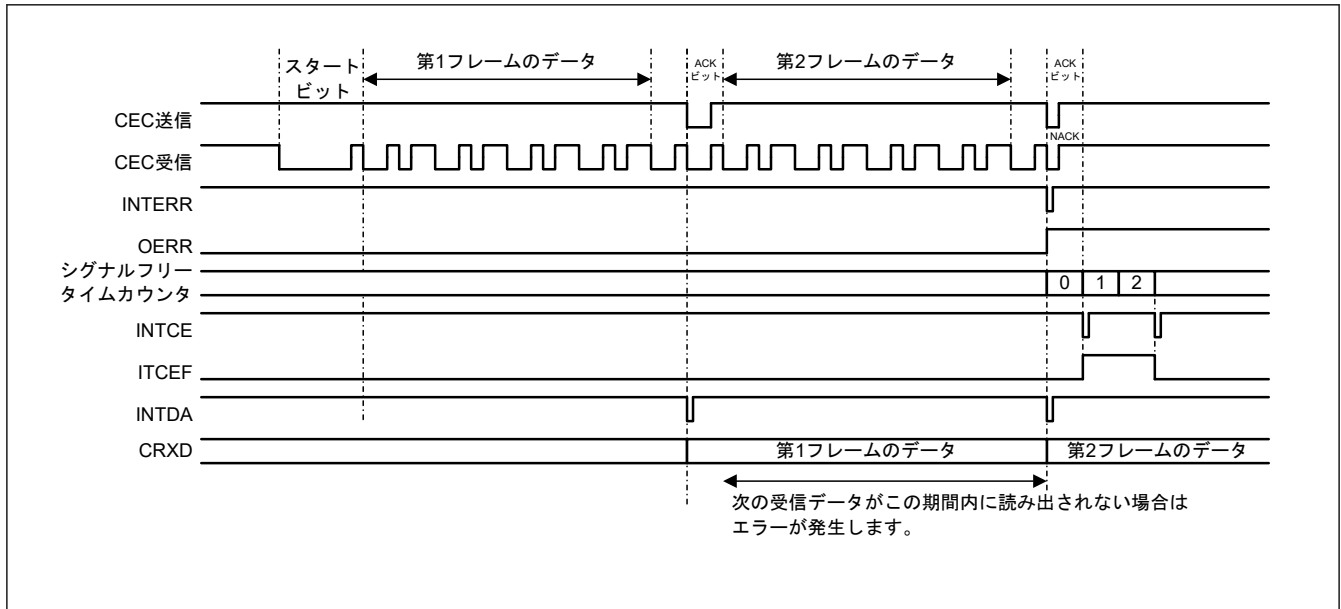 スタート
ビット
第1フレームのデータ
ACK
ビット
第2フレームのデータ
ACK
ビット
CEC送信
NACK
CEC受信
INTERR
OERR
シグナルフリー
タイムカウンタ
0 1 2
INTCE
ITCEF
INTDA
CRXD
第1フレームのデータ
第2フレームのデータ
次の受信データがこの期間内に読み出されない場合は
エラーが発生します。